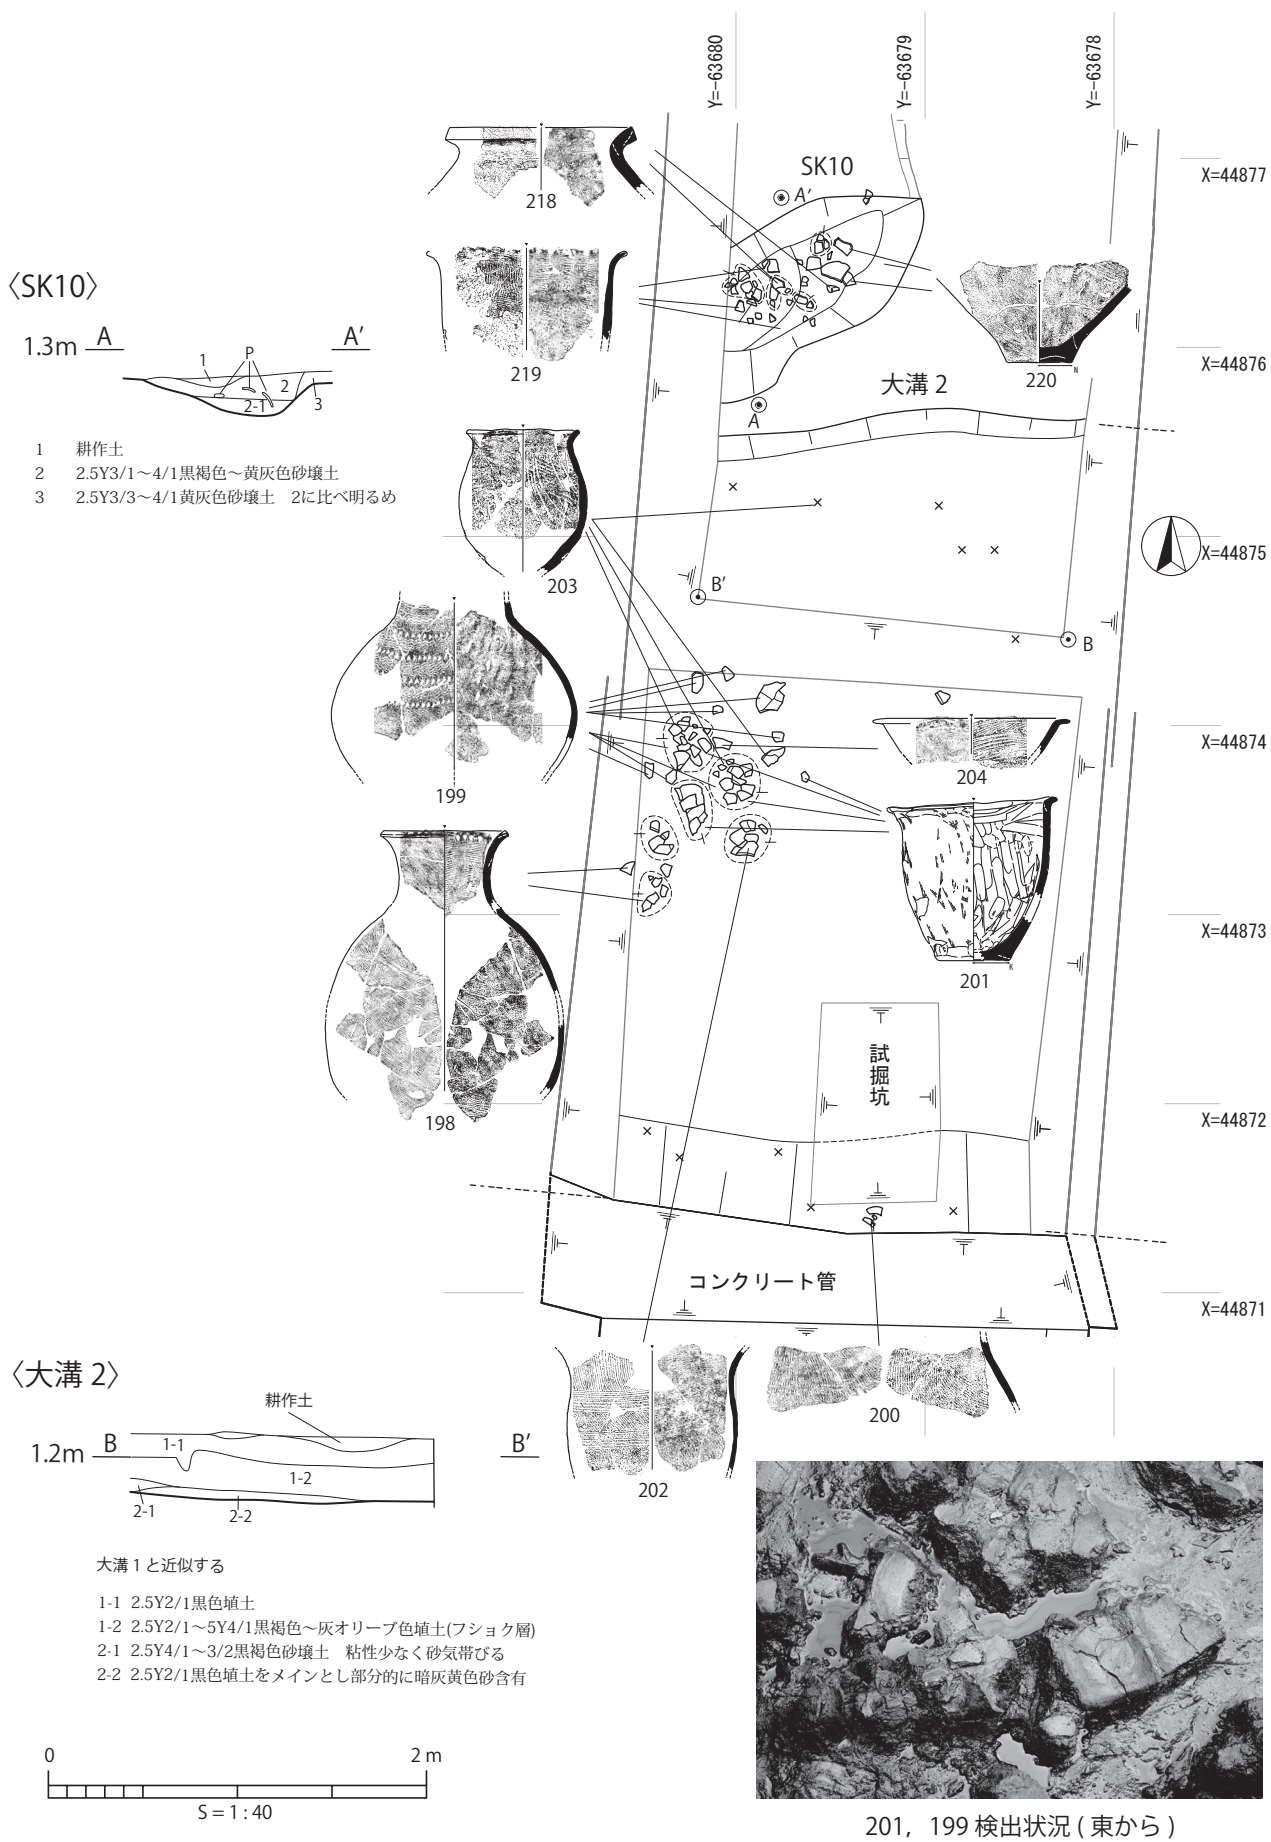 Y=-63680
Y=-63679
Y=-63678
X=44877
X=44876
X=44875
X=44874
X=44873
X=44872
X=44871
SK10
A'
A
大溝 2
218
219
220
203
199
198
204
201
202
200
B'
B
試掘坑
コンクリート管
〈SK10〉
1.3m A A'
1 P 2 2-1 3
1 耕作土
2 2.5Y3/1～4/1黒褐色～黄灰色砂壌土
3 2.5Y3/3～4/1黄灰色砂壌土 2に比べ明るめ
〈大溝 2〉
耕作土
1.2m B B'
1-1
1-2
2-1
2-2
大溝 1 と近似する
1-1 2.5Y2/1黒色埴土
1-2 2.5Y2/1～5Y4/1黒褐色～灰オリーブ色埴土(フショク層)
2-1 2.5Y4/1～3/2黒褐色砂壌土 粘性少なく砂気帯びる
2-2 2.5Y2/1黒色埴土をメインとし部分的に暗灰黄色砂含有
0 2 m
S = 1 : 40
201, 199 検出状況 ( 東から )